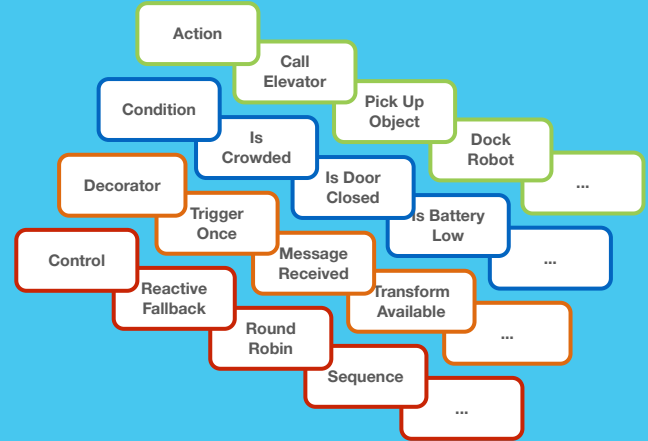 Action
Call
Elevator
Pick Up
Object
Dock
Robot
...
Condition
Is
Crowded
Is Door
Closed
Is Battery
Low
...
Decorator
Trigger
Once
Message
Received
Transform
Available
...
Control
Reactive
Fallback
Round
Robin
Sequence
...